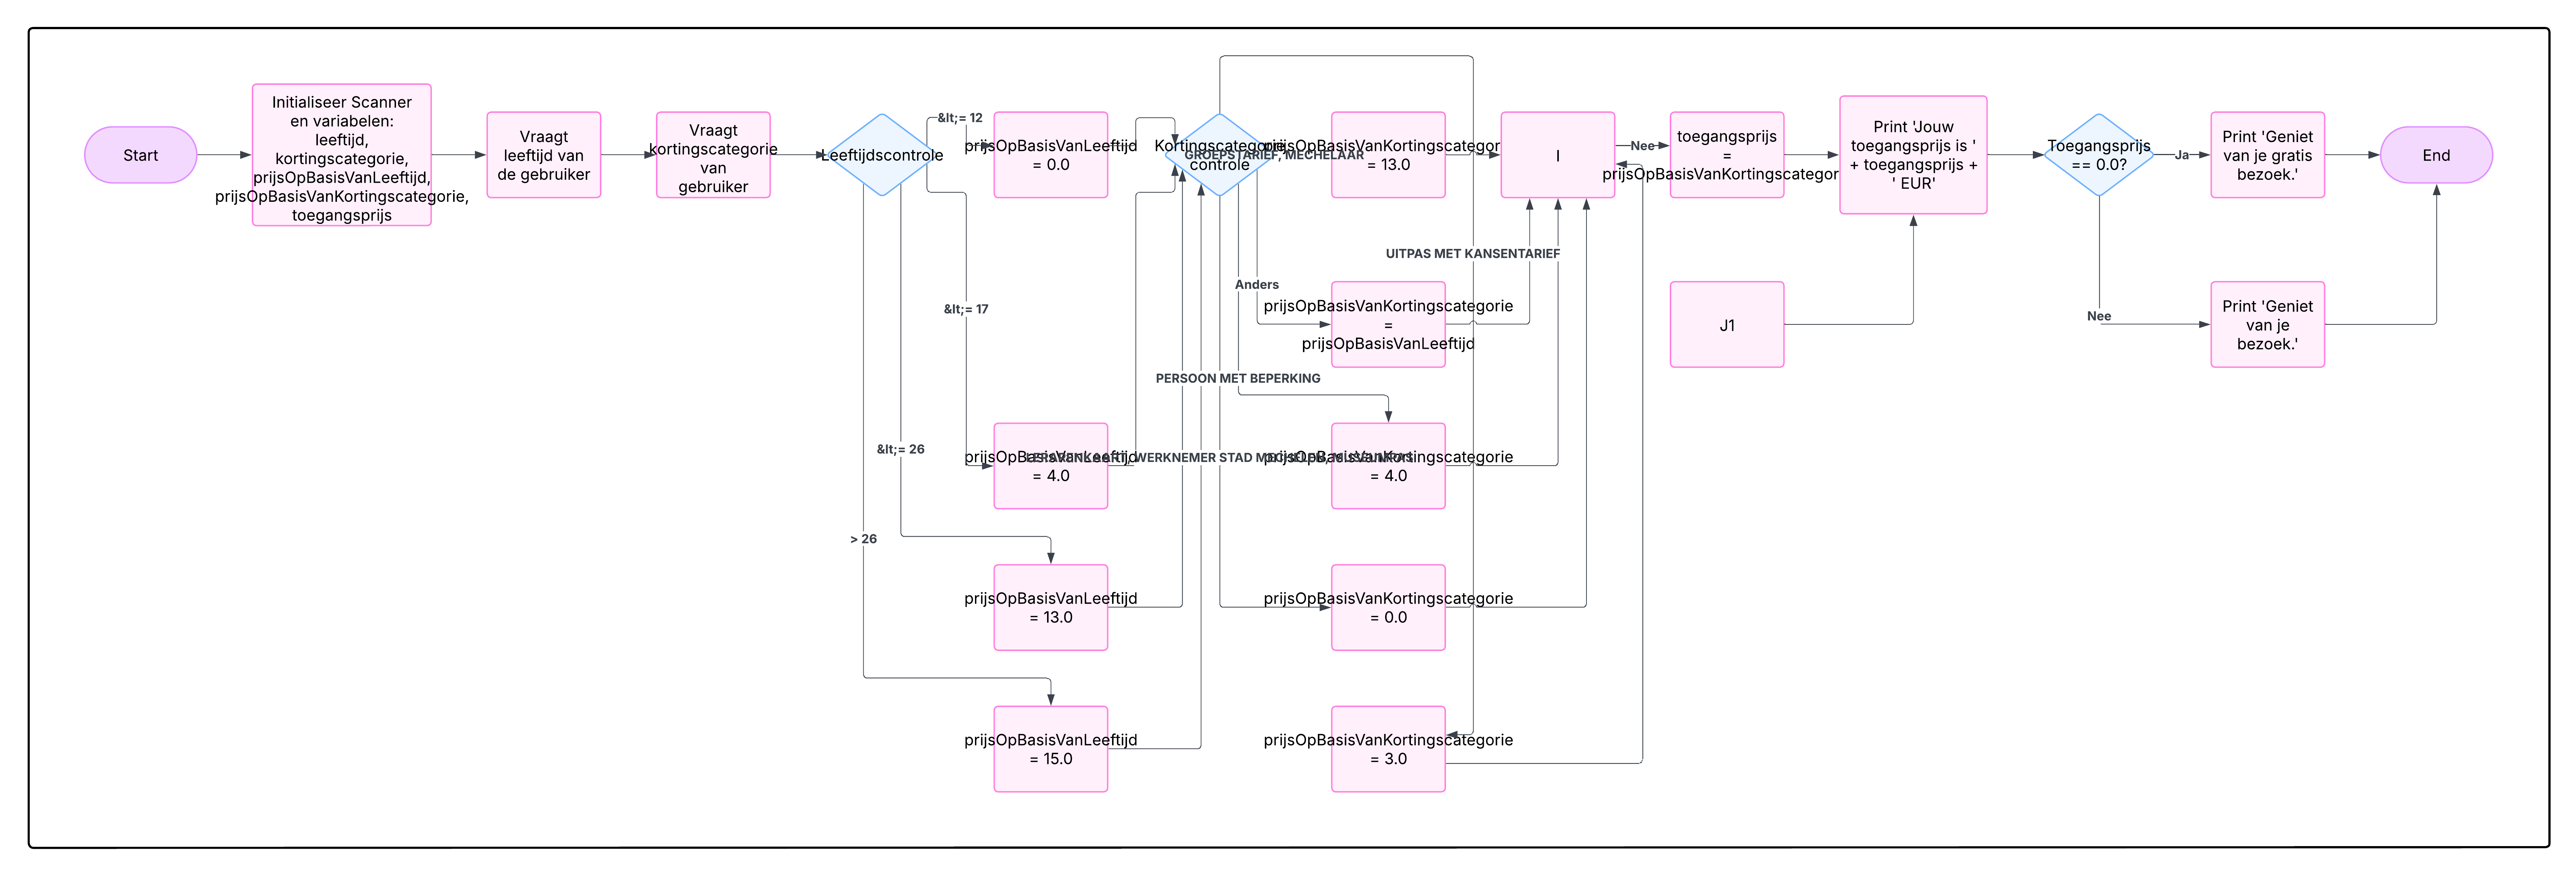 Start
Initialiseer Scanner
en variabelen:
leeftijd,
kortingscategorie,
prijsOpBasisVanLeeftijd,
prijsOpBasisVanKortingscategorie,
toegangsprijs
Vraagt
leeftijd van
de gebruiker
Vraagt
kortingscategorie
van
gebruiker
Leeftijdscontrole
&lt;= 12
&lt;= 17
&lt;= 26
> 26
prijsOpBasisVanLeeftijd
= 0.0
prijsOpBasisVanLeeftijd
= 4.0
prijsOpBasisVanLeeftijd
= 13.0
prijsOpBasisVanLeeftijd
= 15.0
Kortingscategorie
controle
GROEPSTARIEF, MECHELAAR
UITPAS MET KANSENTARIEF
Anders
PERSOON MET BEPERKING
WERKNEMER STAD
prijsOpBasisVanKortingscategorie
= 13.0
prijsOpBasisVanKortingscategorie
=
prijsOpBasisVanLeeftijd
prijsOpBasisVanKortingscategorie
= 4.0
prijsOpBasisVanKortingscategorie
= 0.0
prijsOpBasisVanKortingscategorie
= 3.0
I
Nee
toegangsprijs
=
prijsOpBasisVanKortingscategor
J1
Print 'Jouw
toegangsprijs is '
+ toegangsprijs +
' EUR'
Toegangsprijs
== 0.0?
Ja
Nee
Print 'Geniet
van je gratis
bezoek.'
Print 'Geniet
van je
bezoek.'
End